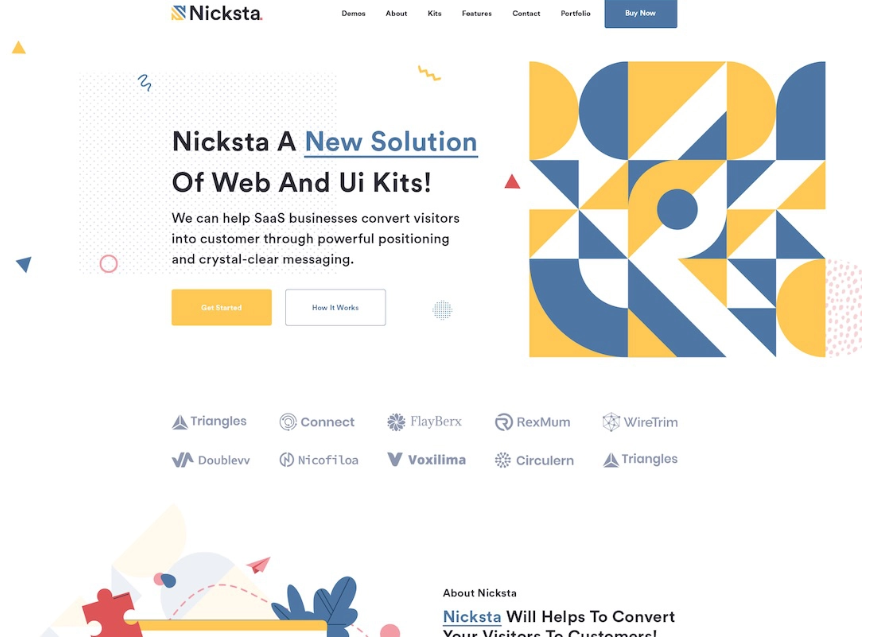 Nicksta.
Demos About Kits Features Contact Portfolio Buy Now
Nicksta A New Solution
Of Web And Ui Kits!
We can help SaaS businesses convert visitors
into customer through powerful positioning
and crystal-clear messaging.
Get Started How It Works
Triangles Connect FlayBerx RexMum WireTrim
Doublevv Nicofiloa Voxilima Circulern Triangles
About Nicksta
Nicksta Will Helps To Convert
Your Visitors To Customers!